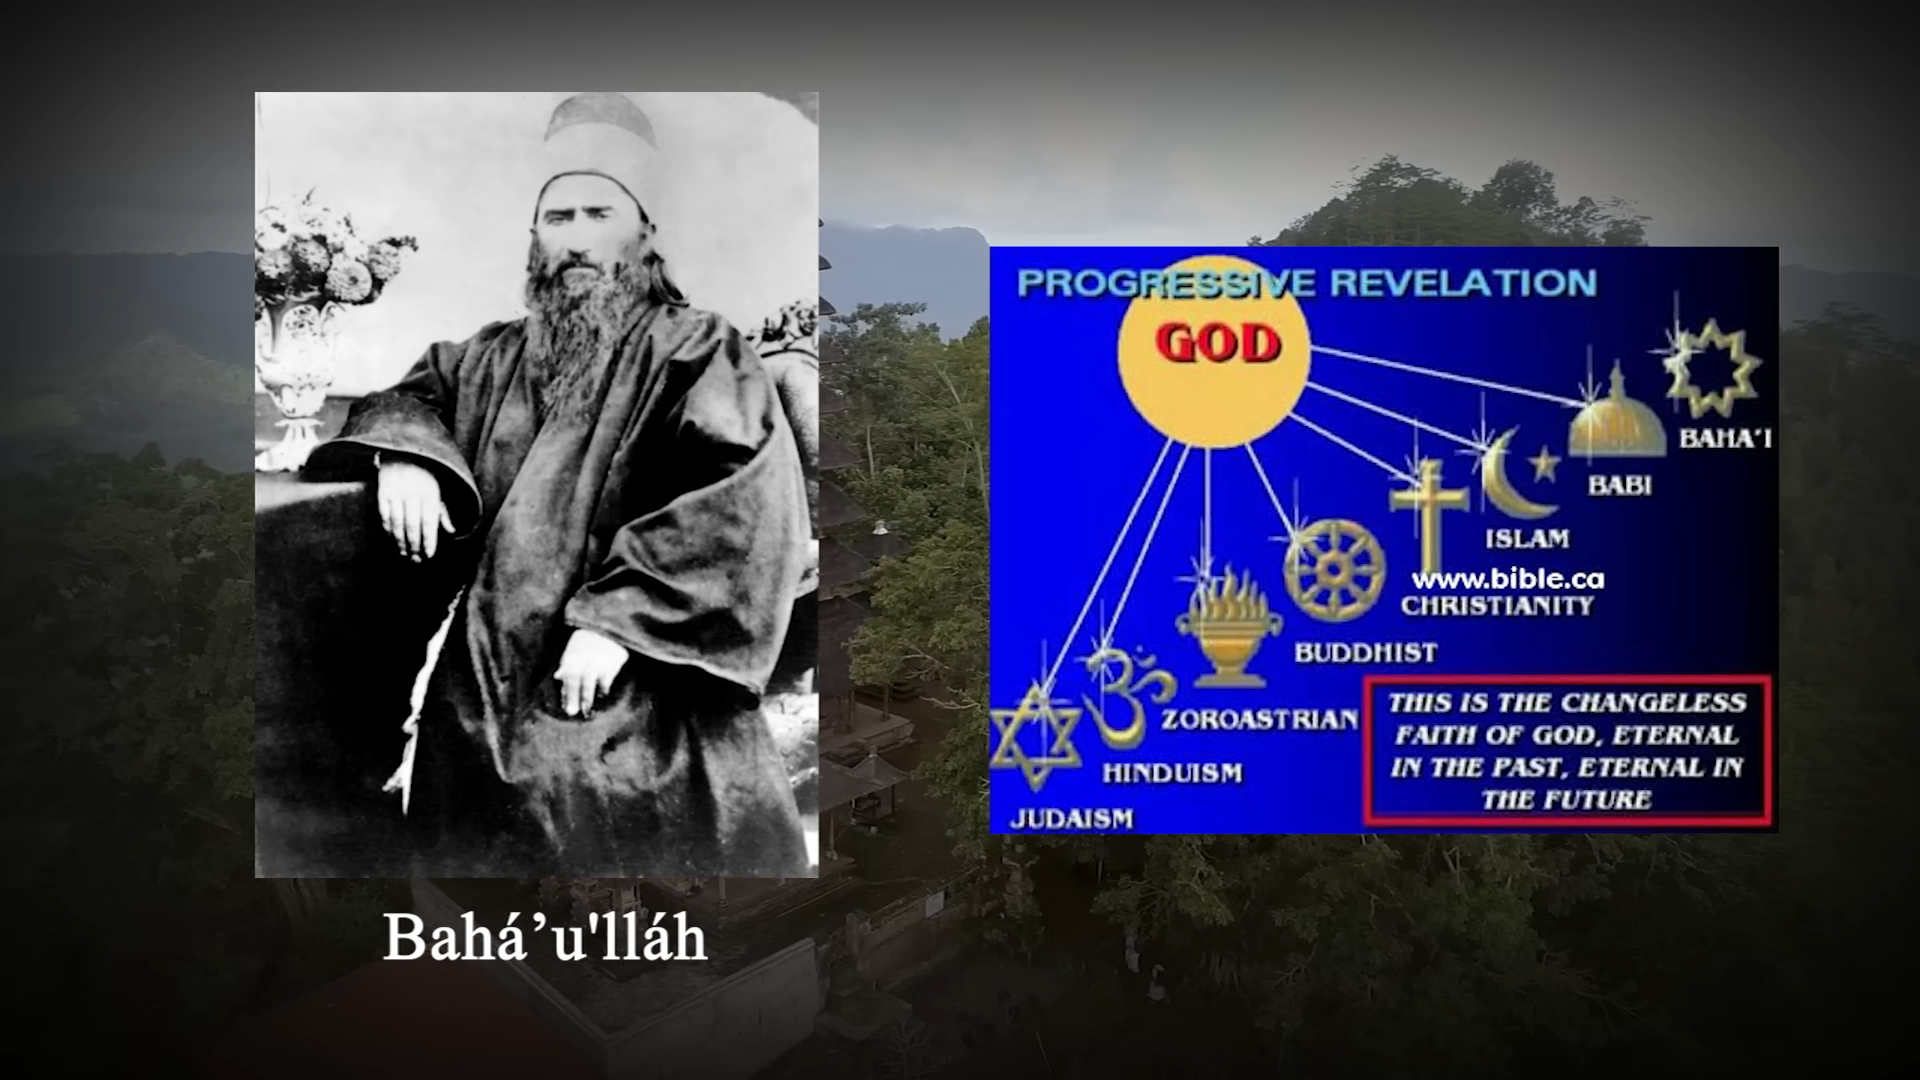 Bahá’u'lláh
PROGRESSIVE REVELATION
GOD
BAHA'I
BABI
ISLAM
www.bible.ca
CHRISTIANITY
BUDDHIST
ZOROASTRIAN
HINDUISM
JUDAISM
THIS IS THE CHANGELESS
FAITH OF GOD, ETERNAL
IN THE PAST, ETERNAL IN
THE FUTURE